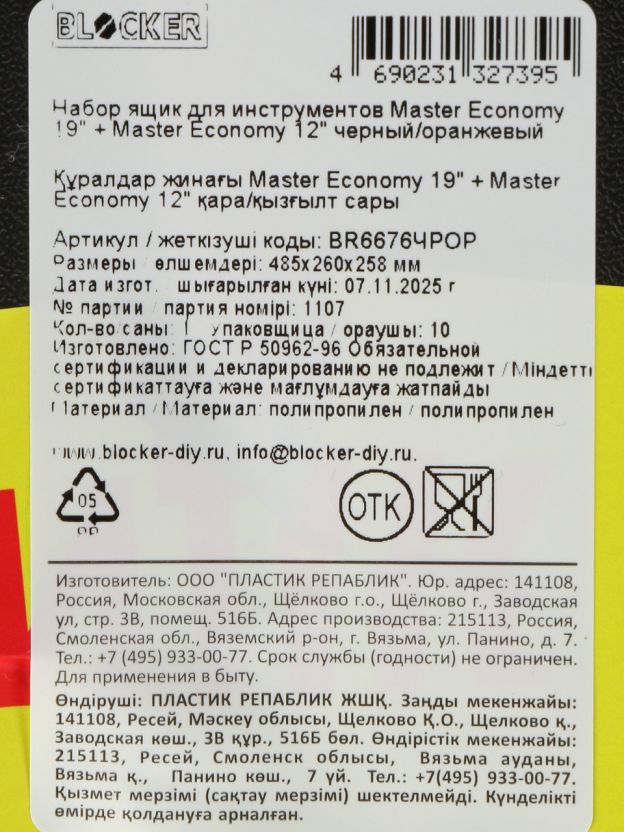 BLOCKER
4 690231 327395
Набор ящик для инструментов Master Economy
19" + Master Economy 12" черный/оранжевый
Құралдар жинағы Master Economy 19" + Master
Economy 12" қара/қызғылт сары
Артикул / жеткізуші коды: BR6676ЧРОР
Размеры / өлшемдері: 485х260х258 мм
Дата изгот. / шығарылған күні: 07.11.2025 г
№ партии / партия номірі: 1107
Кол-во/саны: 1 упаковщица / ораушы: 10
Изготовлено: ГОСТ Р 50962-96 Обязательной
сертификации и декларированию не подлежит / Міндетті
сертификаттауға және мағлұмдауға жатпайды
Материал / Материал: полипропилен / полипропилен
www.blocker-diy.ru, info@blocker-diy.ru.
05
PP
ОТК
Изготовитель: ООО "ПЛАСТИК РЕПАБЛИК". Юр. адрес: 141108,
Россия, Московская обл., Щёлково г.о., Щёлково г., Заводская
ул, стр. 3В, помещ. 516Б. Адрес производства: 215113, Россия,
Смоленская обл., Вяземский р-он, г. Вязьма, ул. Панино, д. 7.
Тел.: +7 (495) 933-00-77. Срок службы (годности) не ограничен.
Для применения в быту.
Өндіруші: ПЛАСТИК РЕПАБЛИК ЖШҚ. Заңды мекенжайы:
141108, Ресей, Мәскеу облысы, Щелково Қ.О., Щелково қ.,
Заводская көш., 3В құр., 516Б бөл. Өндірістік мекенжайы:
215113, Ресей, Смоленск облысы, Вязьма ауданы,
Вязьма қ., Панино көш., 7 үй. Тел.: +7(495) 933-00-77.
Қызмет мерзімі (сақтау мерзімі) шектелмейді. Күнделікті
өмірде қолдануға арналған.